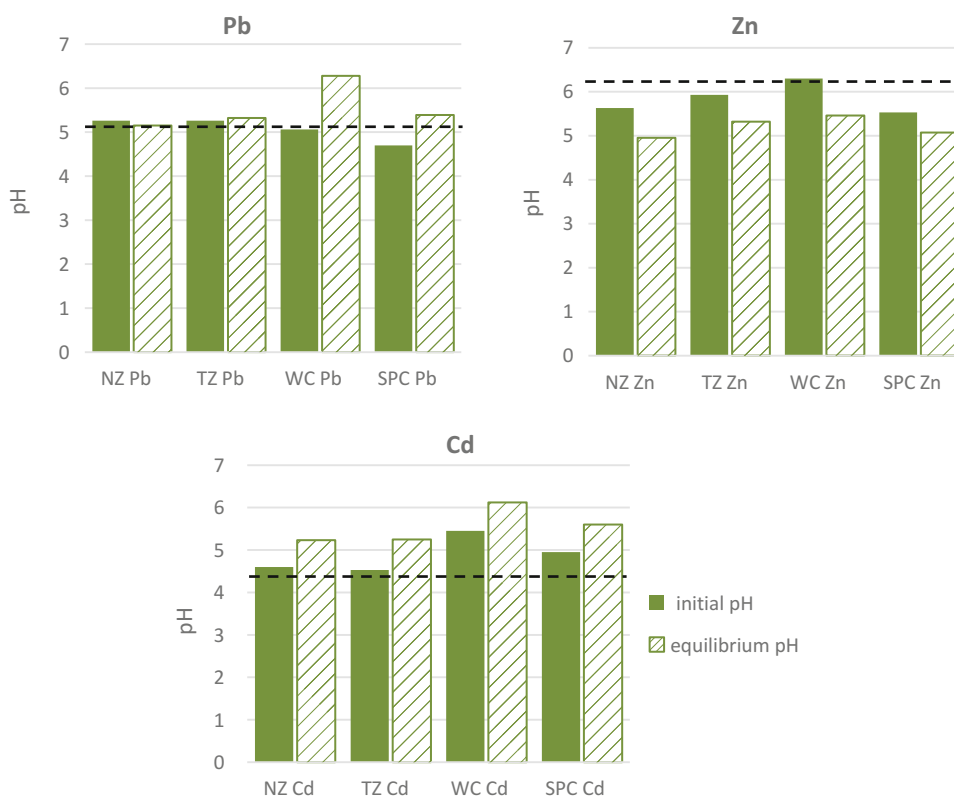 Pb
7
6
5
4
3
2
1
0
pH
NZ Pb TZ Pb WC Pb SPC Pb
Zn
7
6
5
4
3
2
1
0
pH
NZ Zn TZ Zn WC Zn SPC Zn
Cd
7
6
5
4
3
2
1
0
pH
NZ Cd TZ Cd WC Cd SPC Cd
initial pH
equilibrium pH